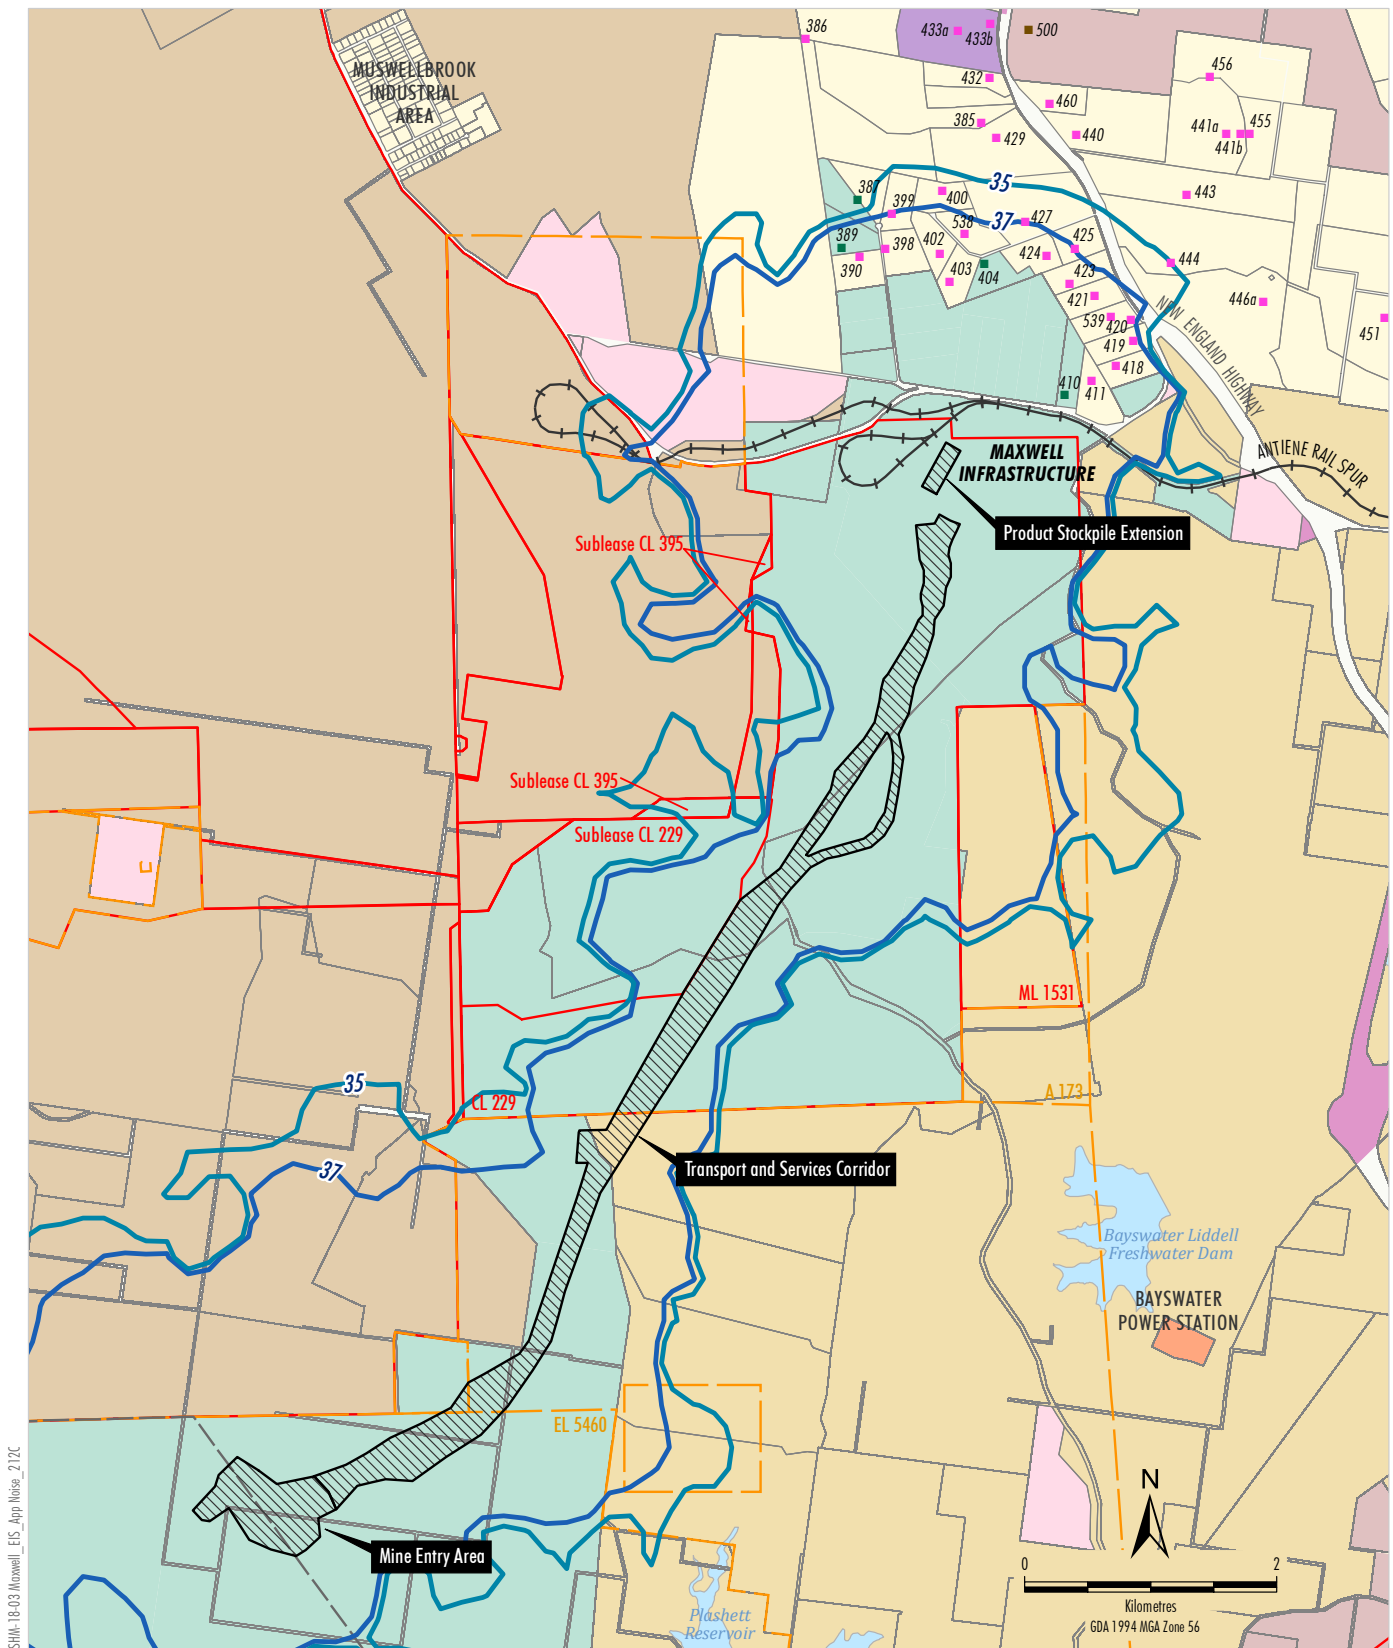 386
433a
433b
500
MUSWELLBROOK
INDUSTRIAL
AREA
432
456
460
385
429
440
441a
455
441b
387
399
400
35
443
389
398
402
538
37
427
425
424
390
403
404
423
444
421
446a
539
420
419
451
418
410
411
NEW ENGLAND HIGHWAY
ANTIENE RAIL SPUR
MAXWELL
INFRASTRUCTURE
Product Stockpile Extension
Sublease CL 395
Sublease CL 395
Sublease CL 229
ML 1531
35
CL 229
A 173
37
Transport and Services Corridor
Bayswater Liddell
Freshwater Dam
BAYSWATER
POWER STATION
EL 5460
N
Mine Entry Area
0
2
Kilometres
GDA 1994 MGA Zone 56
Plashett
Reservoir
SHM-18-03 Maxwell_EIS_App Noise_212C